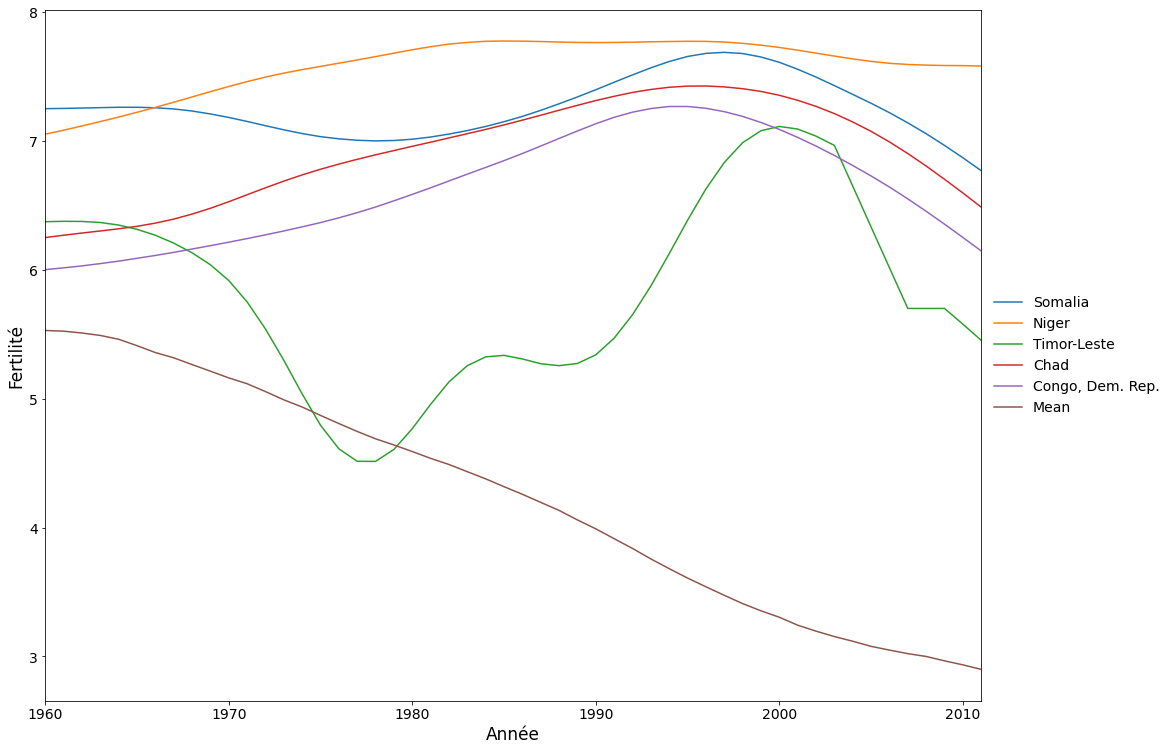 8
7
6
5
4
3
Fertilité
1960
1970
1980
1990
2000
2010
Année
Somalia
Niger
Timor-Leste
Chad
Congo, Dem. Rep.
Mean